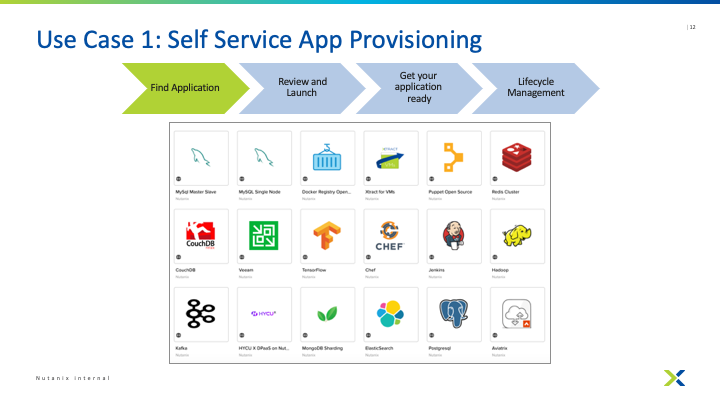 | 12
Use Case 1: Self Service App Provisioning
Find Application
Review and
Launch
Get your
application
ready
Lifecycle
Management
XTRACT
CouchDB
CHEF
HYCU
MySql Master Slave
Nutanix
MySQL Single Node
Nutanix
Docker Registry Open...
Nutanix
Xtract for VMs
Nutanix
Puppet Open Source
Nutanix
Redis Cluster
Nutanix
CouchDB
Nutanix
Veeam
Nutanix
TensorFlow
Nutanix
Chef
Nutanix
Jenkins
Nutanix
Hadoop
Nutanix
Kafka
Nutanix
HYCU X DPaaS on Nut...
Nutanix
MongoDB Sharding
Nutanix
ElasticSearch
Nutanix
Postgresql
Nutanix
Aviatrix
Nutanix
Nutanix Internal